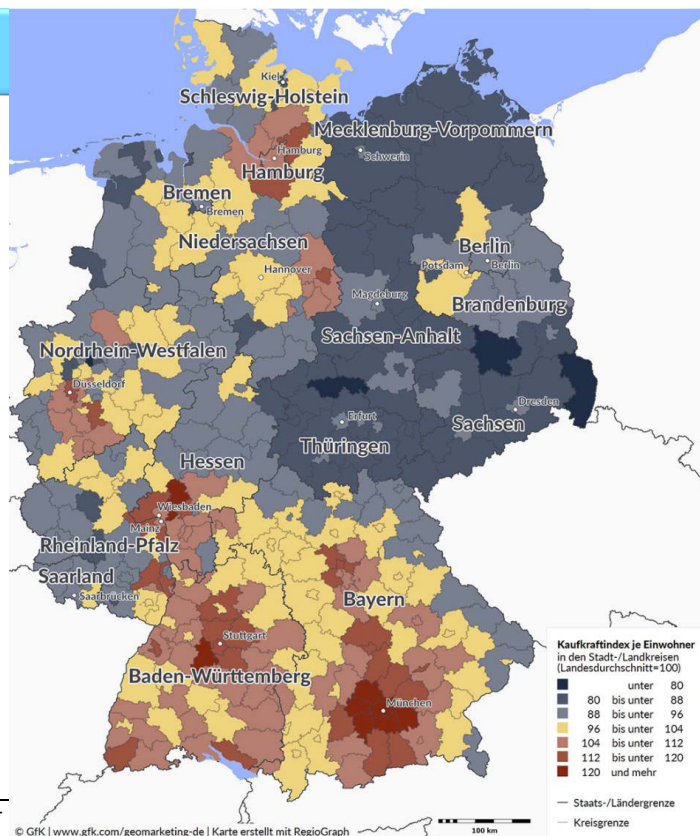 Kiel
Schleswig-Holstein
Mecklenburg-Vorpommern
Hamburg
Schwerin
Hamburg
Bremen
Bremen
Niedersachsen
Berlin
Hannover
Potsdam
Berlin
Magdeburg
Brandenburg
Sachsen-Anhalt
Nordrhein-Westfalen
Düsseldorf
Dresden
Erfurt
Sachsen
Thüringen
Hessen
Wiesbaden
Mainz
Rheinland-Pfalz
Saarland
Saarbrücken
Bayern
Stuttgart
Baden-Württemberg
München
Kaufkraftindex je Einwohner
in den Stadt-/Landkreisen
(Landesdurchschnitt=100)
unter 80
80 bis unter 88
88 bis unter 96
96 bis unter 104
104 bis unter 112
112 bis unter 120
120 und mehr
Staats-/Ländergrenze
Kreisgrenze
100 km
© GfK | www.gfk.com/geomarketing-de | Karte erstellt mit RegioGraph